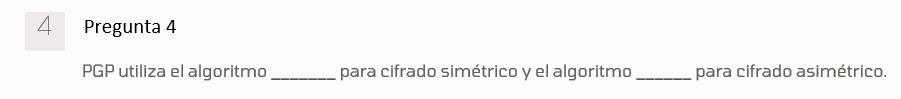 4 Pregunta 4
PGP utiliza el algoritmo _______ para cifrado simétrico y el algoritmo ______ para cifrado asimétrico.